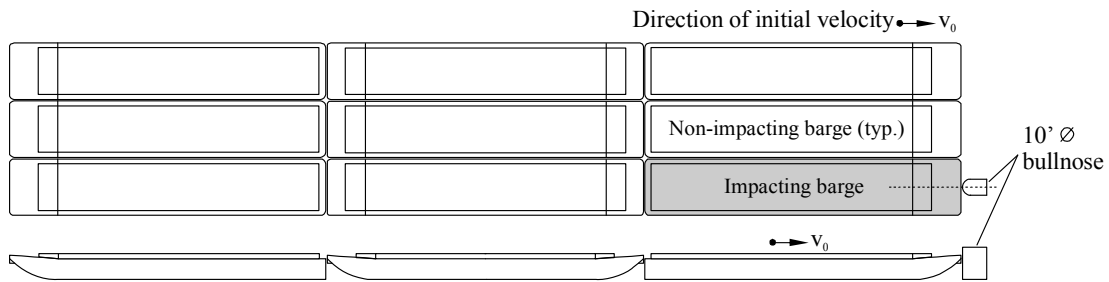 Direction of initial velocity v₀
Non-impacting barge (typ.)
10’ ∅
bullnose
Impacting barge
v₀